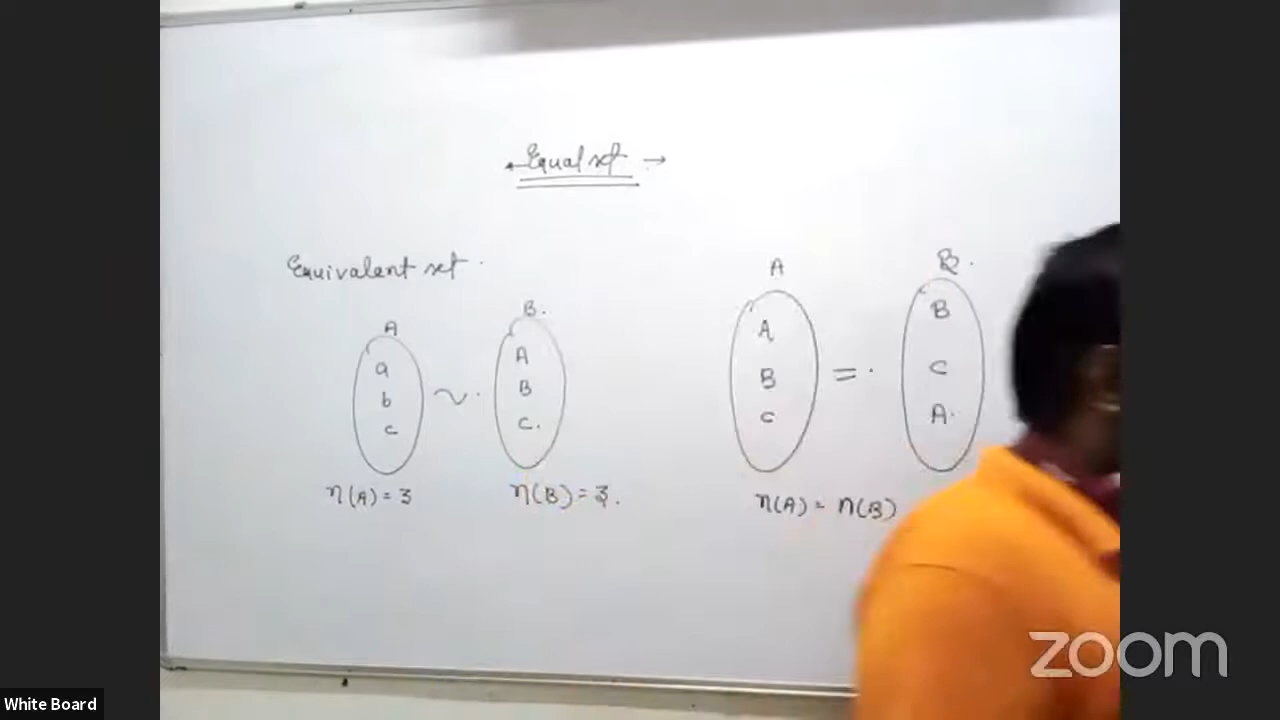 Equal set →
Equivalent set.
A
a
b
c
n(A) = 3
~
B.
A
B
C.
n(B) = 3.
A
A
B
C
=
B.
B
C
A.
n(A) = n(B)
zoom
White Board